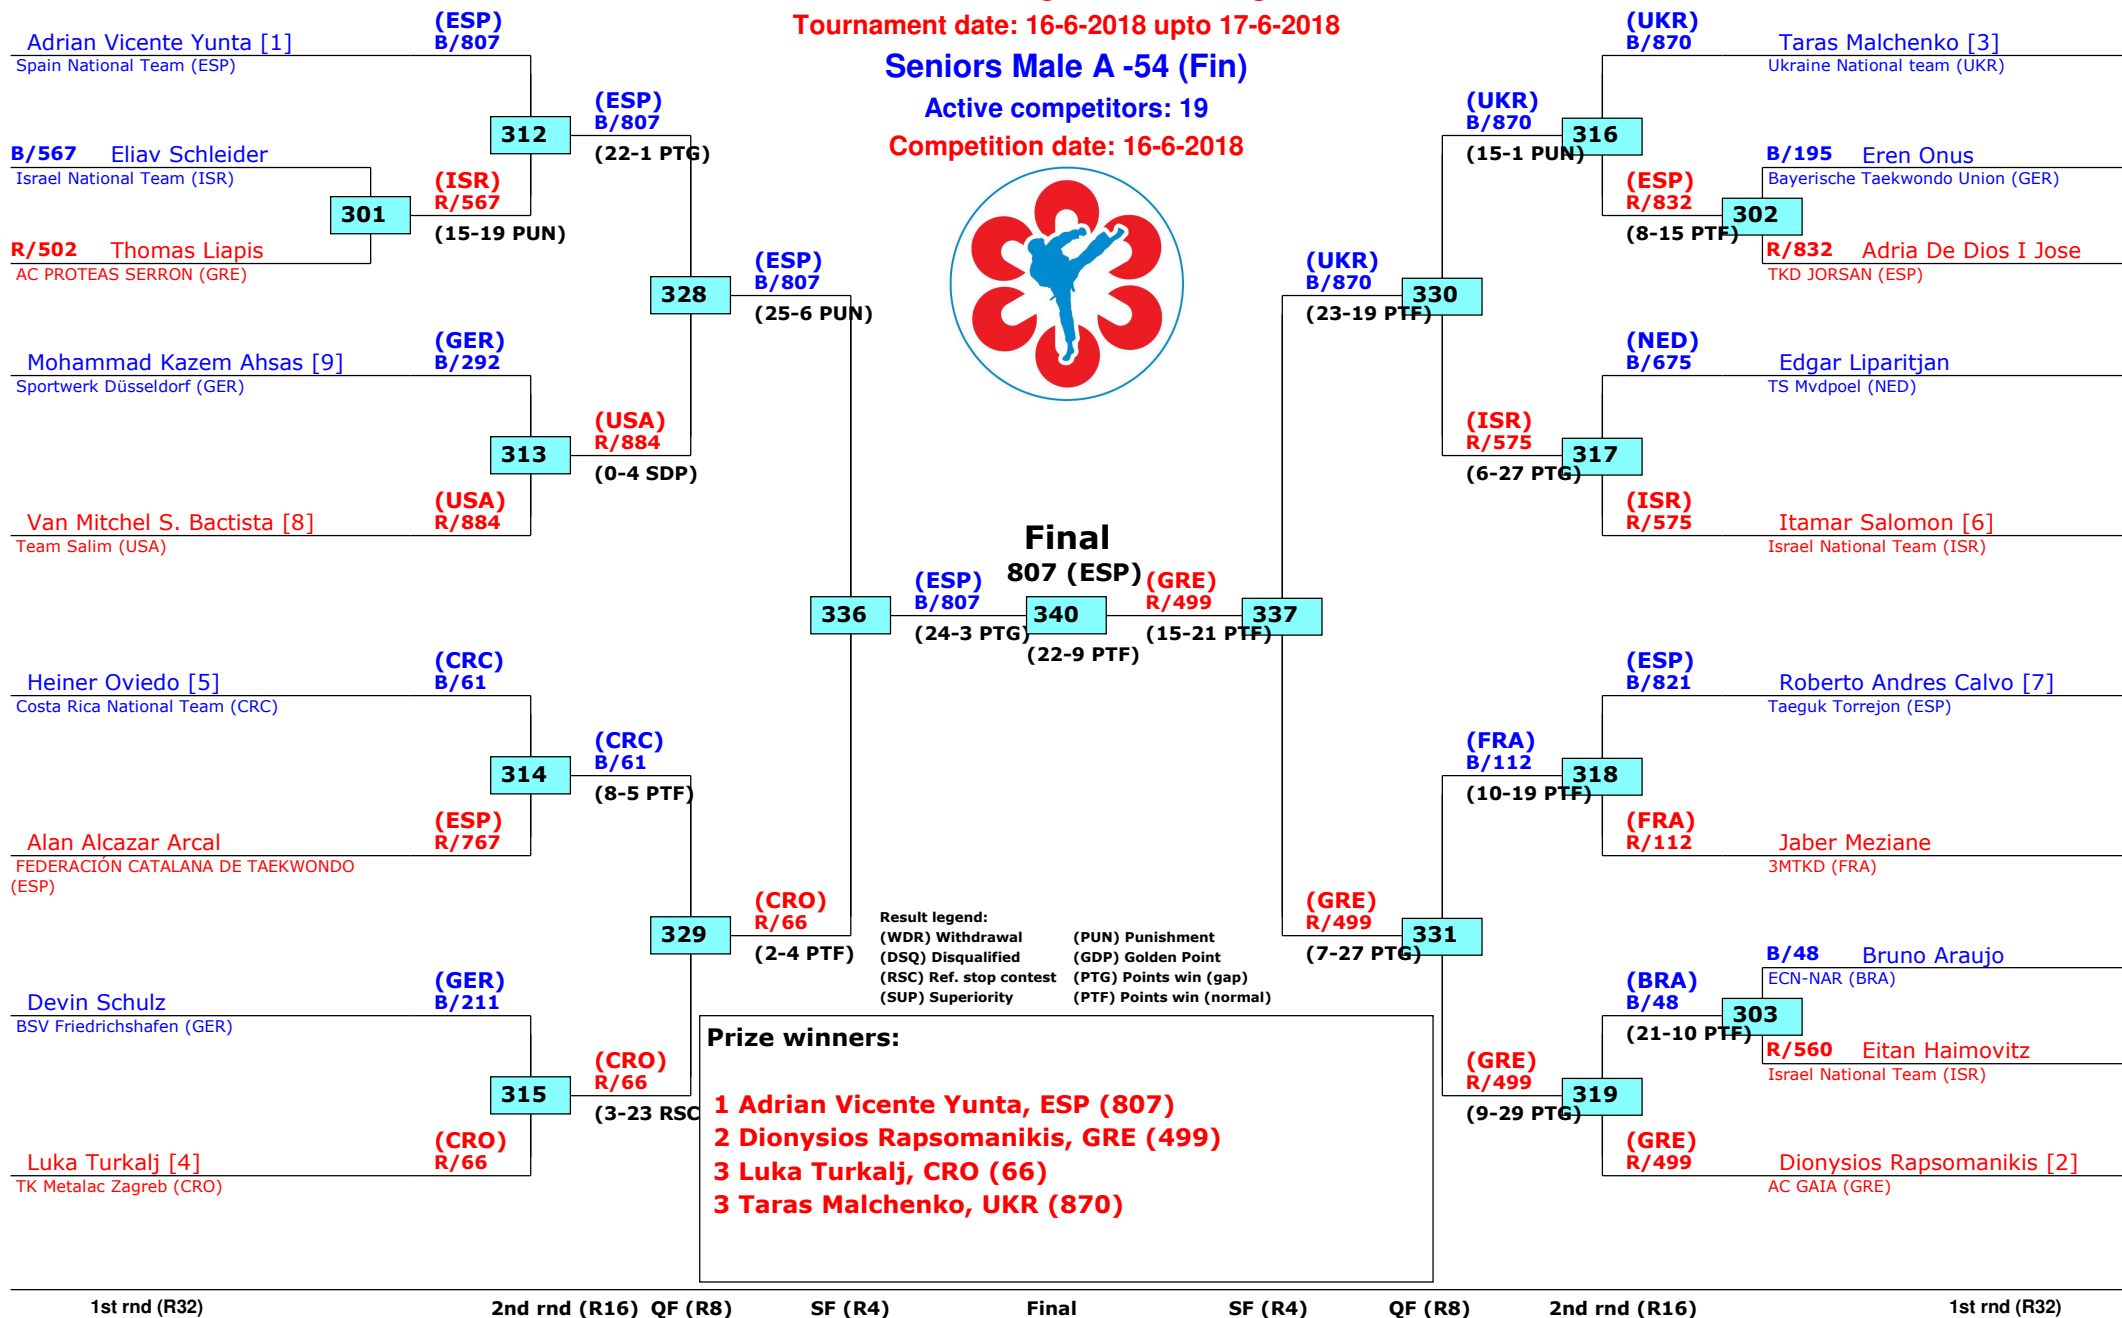 Tournament date: 16-6-2018 upto 17-6-2018
Seniors Male A -54 (Fin)
Active competitors: 19
Competition date: 16-6-2018
(ESP)
Adrian Vicente Yunta [1] B/807
Spain National Team (ESP)
(ESP)
B/807
312
(22-1 PTG)
B/567 Eliav Schleider
Israel National Team (ISR)
(ISR)
R/567
301
(15-19 PUN)
R/502 Thomas Liapis
AC PROTEAS SERRON (GRE)
(ESP)
B/807
328
(25-6 PUN)
(GER)
Mohammad Kazem Ahsas [9] B/292
Sportwerk Düsseldorf (GER)
(USA)
R/884
313
(0-4 SDP)
(USA)
Van Mitchel S. Bactista [8] R/884
Team Salim (USA)
(ESP)
B/807
336
(24-3 PTG)
(CRC)
Heiner Oviedo [5] B/61
Costa Rica National Team (CRC)
(CRC)
B/61
314
(8-5 PTF)
(ESP)
Alan Alcazar Arcal R/767
FEDERACIÓN CATALANA DE TAEKWONDO
(ESP)
(CRO)
R/66
329
(2-4 PTF)
(GER)
Devin Schulz B/211
BSV Friedrichshafen (GER)
(CRO)
R/66
315
(3-23 RSC
(CRO)
Luka Turkalj [4] R/66
TK Metalac Zagreb (CRO)
Final
807 (ESP)
340
(22-9 PTF)
(GRE)
R/499
337
(15-21 PTF)
(UKR)
B/870 Taras Malchenko [3]
Ukraine National team (UKR)
(UKR)
B/870
316
(15-1 PUN)
B/195 Eren Onus
Bayerische Taekwondo Union (GER)
(ESP)
R/832
302
(8-15 PTF)
R/832 Adria De Dios I Jose
TKD JORSAN (ESP)
(UKR)
B/870
330
(23-19 PTF)
(NED)
B/675 Edgar Liparitjan
TS Mvdpoel (NED)
(ISR)
R/575
317
(6-27 PTG)
(ISR)
R/575 Itamar Salomon [6]
Israel National Team (ISR)
(ESP)
B/821 Roberto Andres Calvo [7]
Taeguk Torrejon (ESP)
(FRA)
B/112
318
(10-19 PTF)
(FRA)
R/112 Jaber Meziane
3MTKD (FRA)
(GRE)
R/499
331
(7-27 PTG)
B/48 Bruno Araujo
ECN-NAR (BRA)
(BRA)
B/48
303
(21-10 PTF)
R/560 Eitan Haimovitz
Israel National Team (ISR)
(GRE)
R/499
319
(9-29 PTG)
(GRE)
R/499 Dionysios Rapsomanikis [2]
AC GAIA (GRE)
Result legend:
(WDR) Withdrawal (PUN) Punishment
(DSQ) Disqualified (GDP) Golden Point
(RSC) Ref. stop contest (PTG) Points win (gap)
(SUP) Superiority (PTF) Points win (normal)
Prize winners:
1 Adrian Vicente Yunta, ESP (807)
2 Dionysios Rapsomanikis, GRE (499)
3 Luka Turkalj, CRO (66)
3 Taras Malchenko, UKR (870)
1st rnd (R32) 2nd rnd (R16) QF (R8) SF (R4) Final SF (R4) QF (R8) 2nd rnd (R16) 1st rnd (R32)